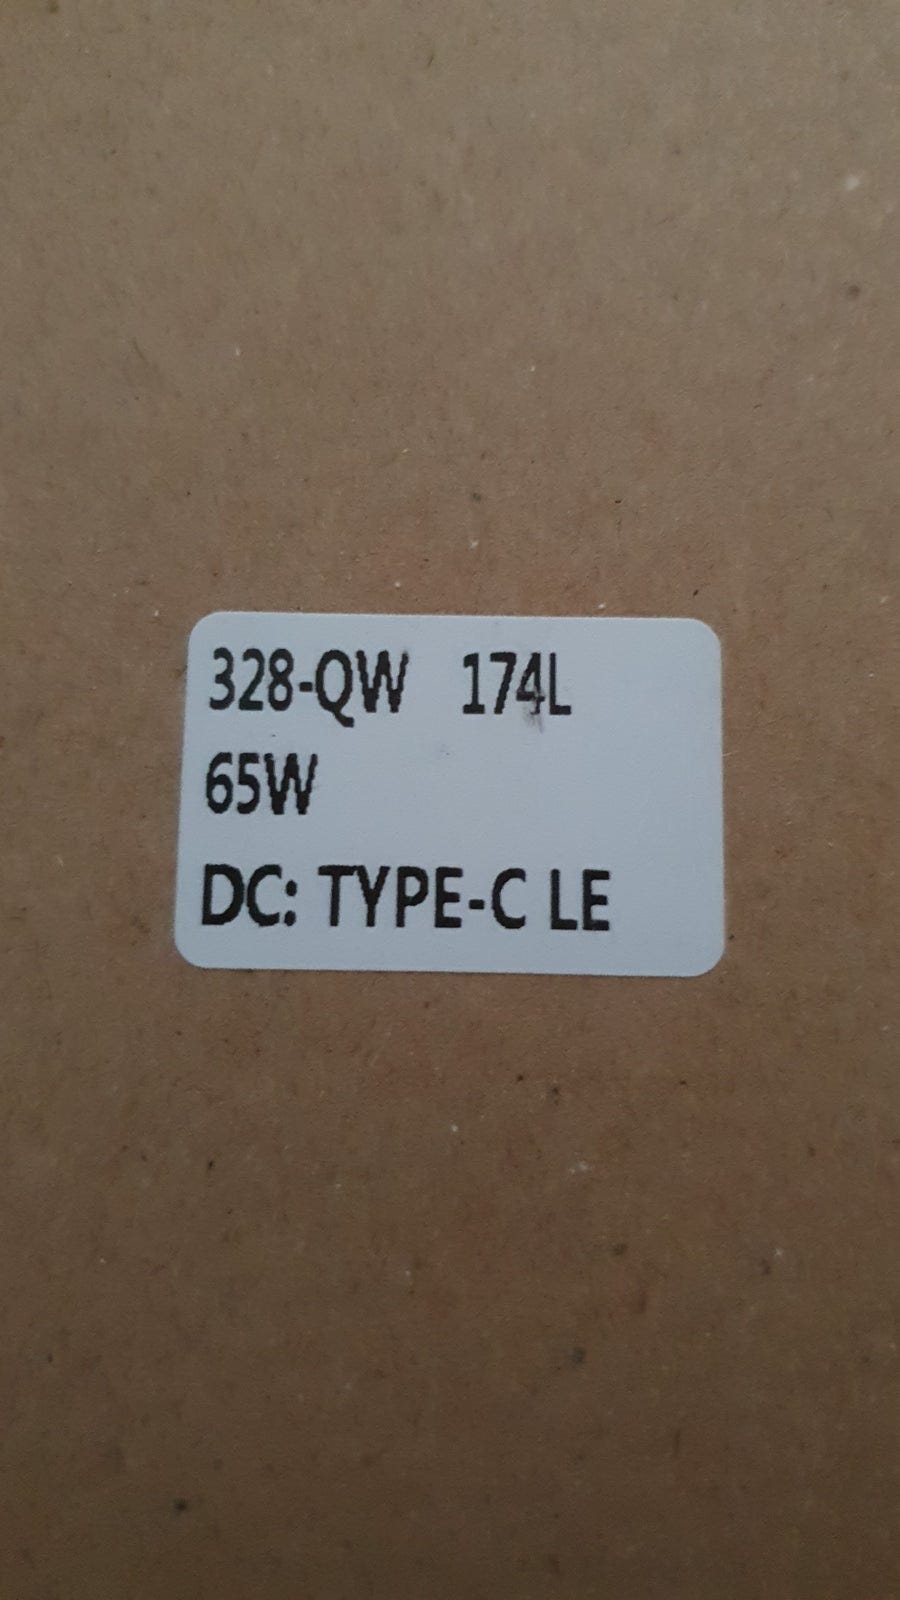 328-QW 174L
65W
DC: TYPE-C LE